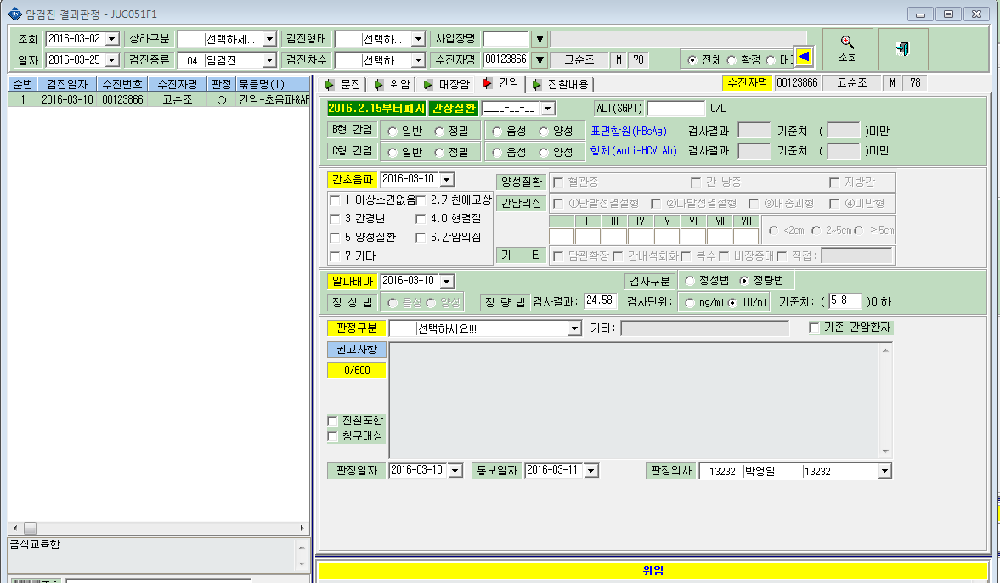 암검진 결과판정 - JUG051F1
조회 2016-03-02 상하구분 선택하세... 검진형태 선택하... 사업장명
일자 2016-03-25 검진종류 04 암검진 검진차수 선택하... 수진자명 00123866 고순조 M 78 전체 확정 조회
순번 검진일자 수진번호 수진자명 판정 묶음명(1)
1 2016-03-10 00123866 고순조 ○ 간암-초음파&AF
문진 위암 대장암 간암 진찰내용 수진자명 00123866 고순조 M 78
2016.2.15부터폐지 간장질환 ____-__-__ ALT(SGPT) U/L
B형 간염 일반 정밀 음성 양성 표면항원(HBsAg) 검사결과: 기준치: ( )미만
C형 간염 일반 정밀 음성 양성 항체(Anti-HCV Ab) 검사결과: 기준치: ( )미만
간초음파 2016-03-10 양성질환 혈관종 간 낭종 지방간
1.이상소견없음 2.거친에코상 간암의심 ①단발성결절형 ②다발성결절형 ③대종괴형 ④미만형
3.간경변 4.이형결절 I II III IV V VI VII VIII
5.양성질환 6.간암의심 <2cm 2~5cm ≥5cm
7.기타 기 타 담관확장 간내석회화 복수 비장종대 직접:
알파태아 2016-03-10 검사구분 정성법 정량법
정 성 법 음성 양성 정 량 법 검사결과: 24.58 검사단위: ng/ml IU/ml 기준치: ( 5.8 )이하
판정구분 선택하세요!!! 기타: 기존 간암환자
권고사항
0/600
진찰포함
청구대상
판정일자 2016-03-10 통보일자 2016-03-11 판정의사 13232 박영일 13232
금식교육함
위암